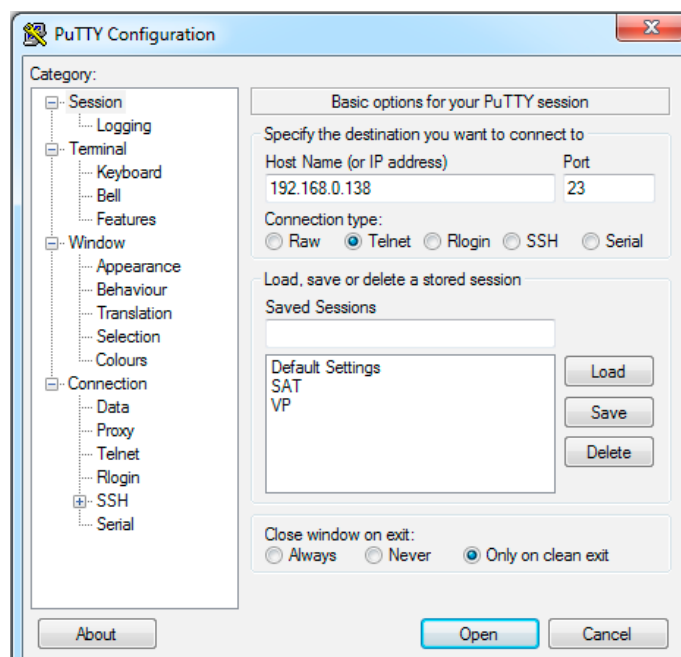 PuTTY Configuration
Category:
Session
Logging
Terminal
Keyboard
Bell
Features
Window
Appearance
Behaviour
Translation
Selection
Colours
Connection
Data
Proxy
Telnet
Rlogin
SSH
Serial
Basic options for your PuTTY session
Specify the destination you want to connect to
Host Name (or IP address) Port
192.168.0.138 23
Connection type:
Raw Telnet Rlogin SSH Serial
Load, save or delete a stored session
Saved Sessions
Default Settings
SAT
VP
Load
Save
Delete
Close window on exit:
Always Never Only on clean exit
About Open Cancel